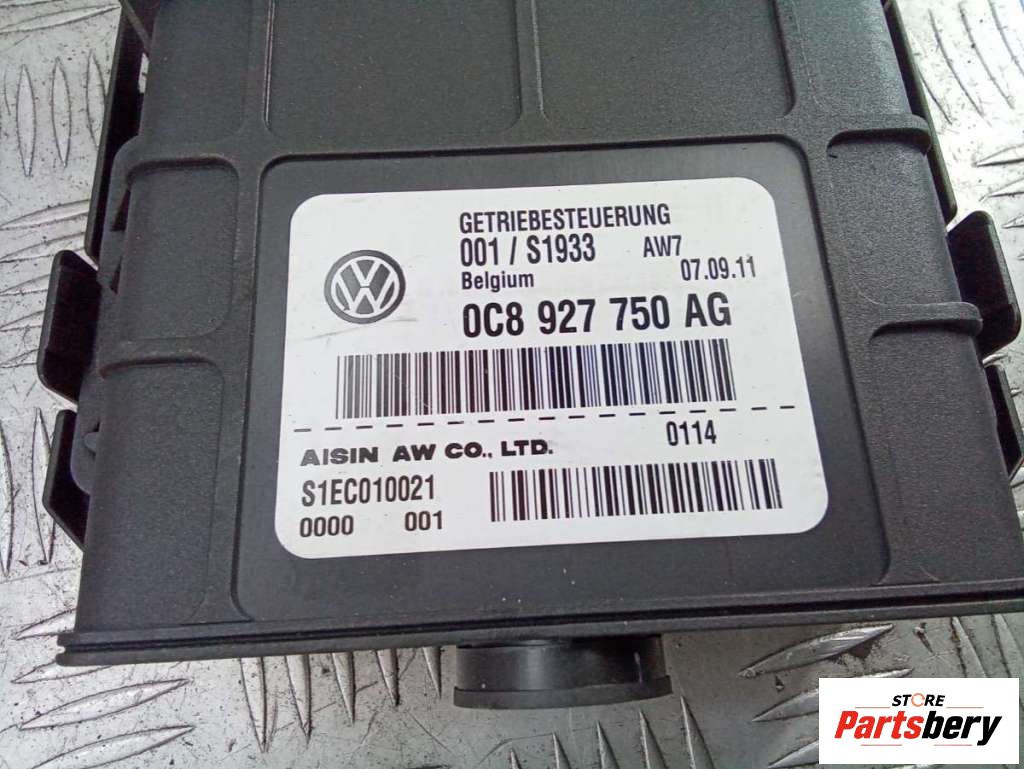 GETRIEBESTEUERUNG
001 / S1933 AW7
Belgium 07.09.11
0C8 927 750 AG
0114
AISIN AW CO., LTD.
S1EC010021
0000 001
STORE
Partsbery